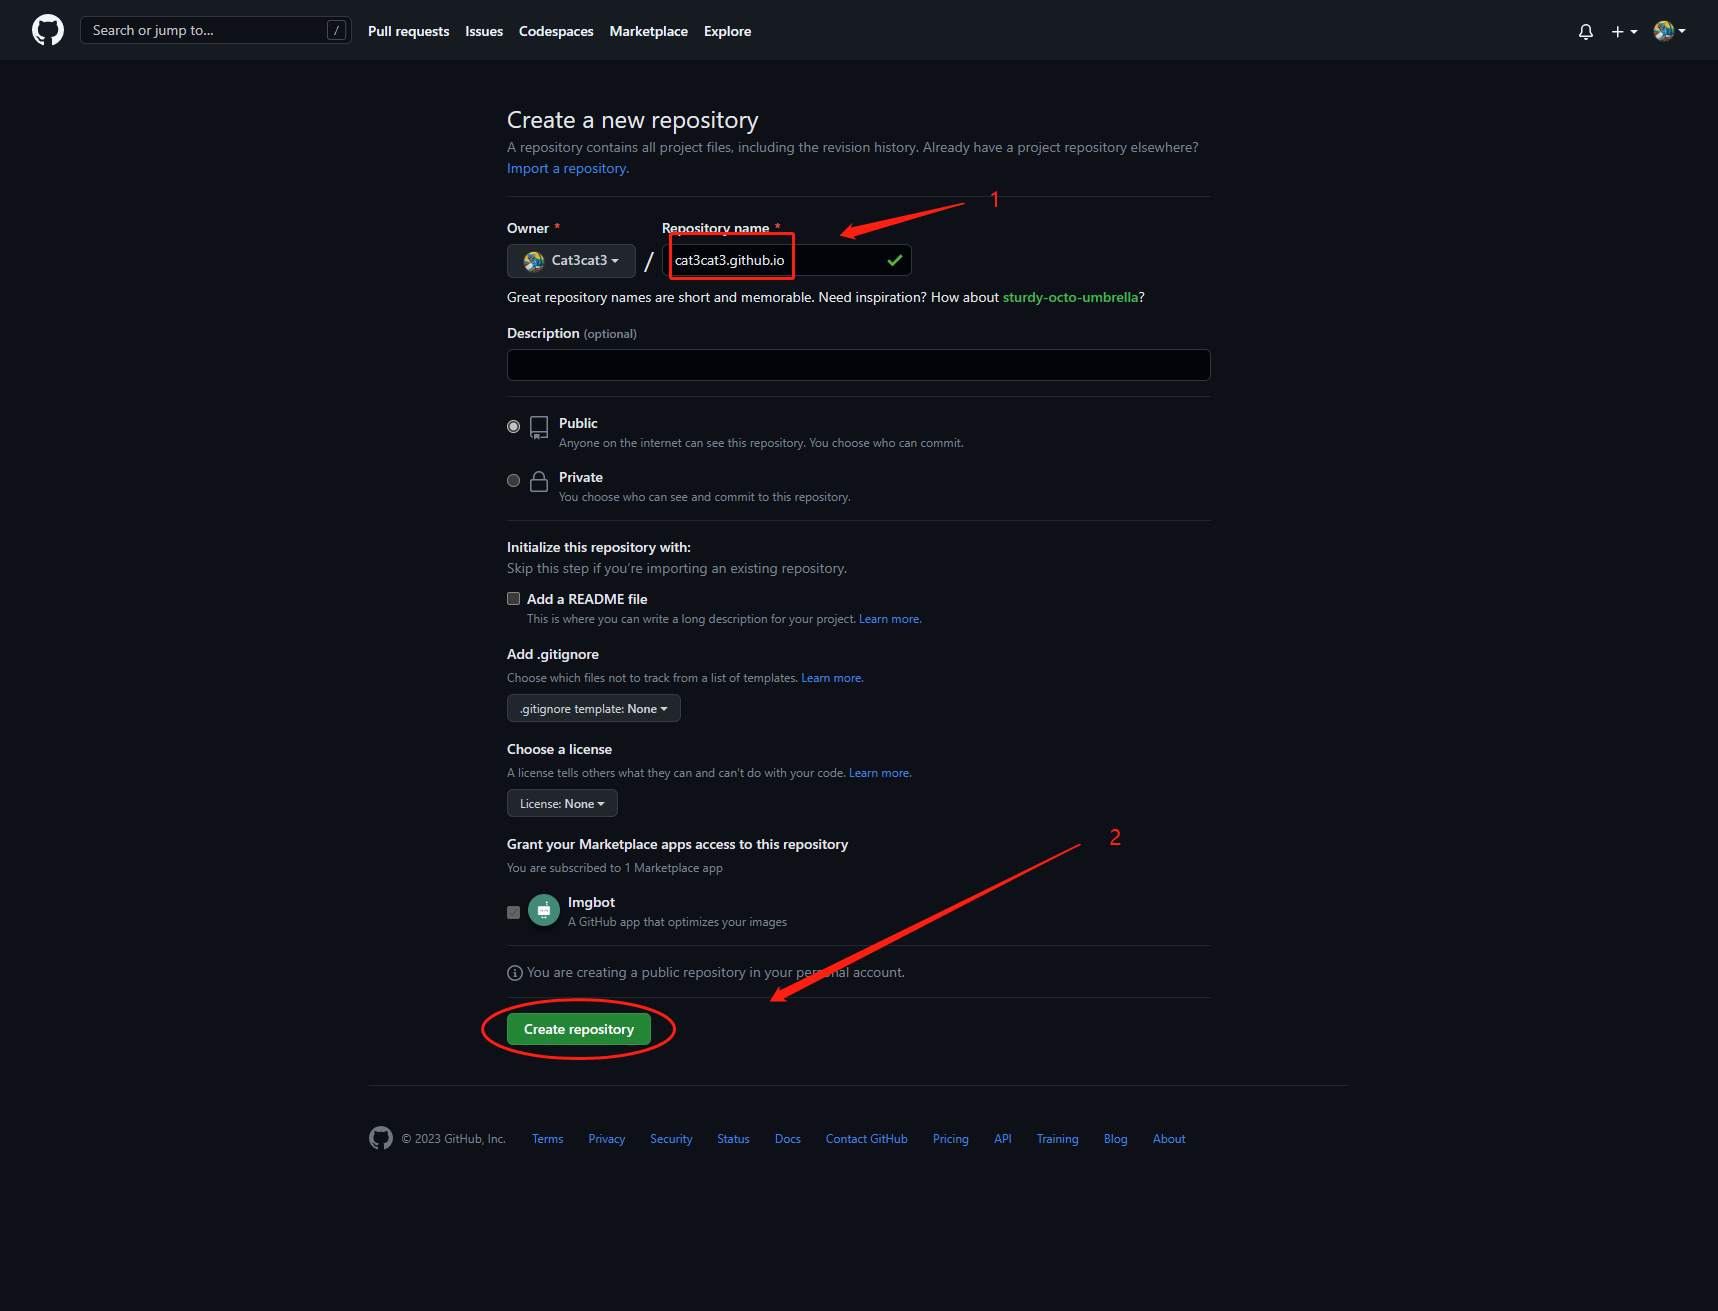 Search or jump to... /
Pull requests Issues Codespaces Marketplace Explore
Create a new repository
A repository contains all project files, including the revision history. Already have a project repository elsewhere?
Import a repository.
1
Owner * Repository name *
Cat3cat3 / cat3cat3.github.io
Great repository names are short and memorable. Need inspiration? How about sturdy-octo-umbrella?
Description (optional)
Public
Anyone on the internet can see this repository. You choose who can commit.
Private
You choose who can see and commit to this repository.
Initialize this repository with:
Skip this step if you're importing an existing repository.
Add a README file
This is where you can write a long description for your project. Learn more.
Add .gitignore
Choose which files not to track from a list of templates. Learn more.
.gitignore template: None
Choose a license
A license tells others what they can and can't do with your code. Learn more.
License: None
2
Grant your Marketplace apps access to this repository
You are subscribed to 1 Marketplace app
Imgbot
A GitHub app that optimizes your images
You are creating a public repository in your personal account.
Create repository
© 2023 GitHub, Inc. Terms Privacy Security Status Docs Contact GitHub Pricing API Training Blog About